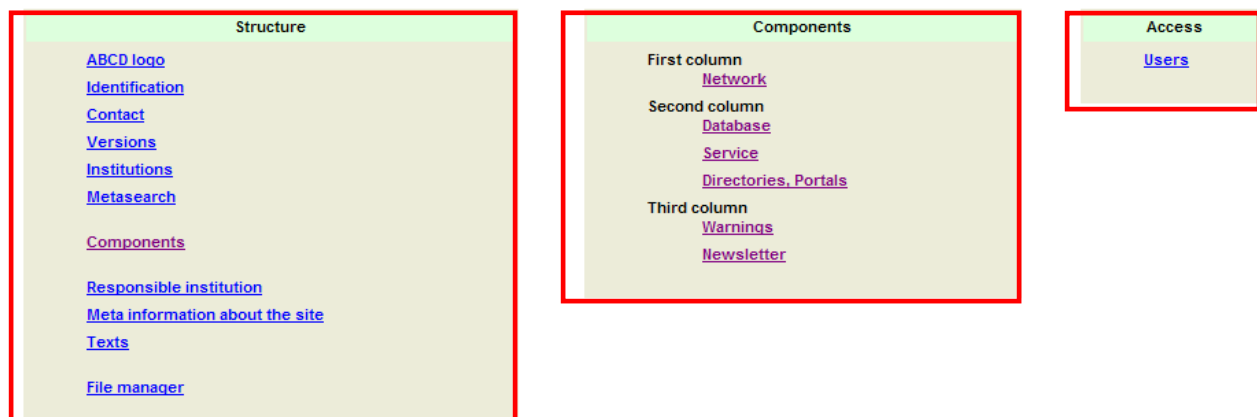 Structure
ABCD logo
Identification
Contact
Versions
Institutions
Metasearch
Components
Responsible institution
Meta information about the site
Texts
File manager
Components
First column
Network
Second column
Database
Service
Directories, Portals
Third column
Warnings
Newsletter
Access
Users